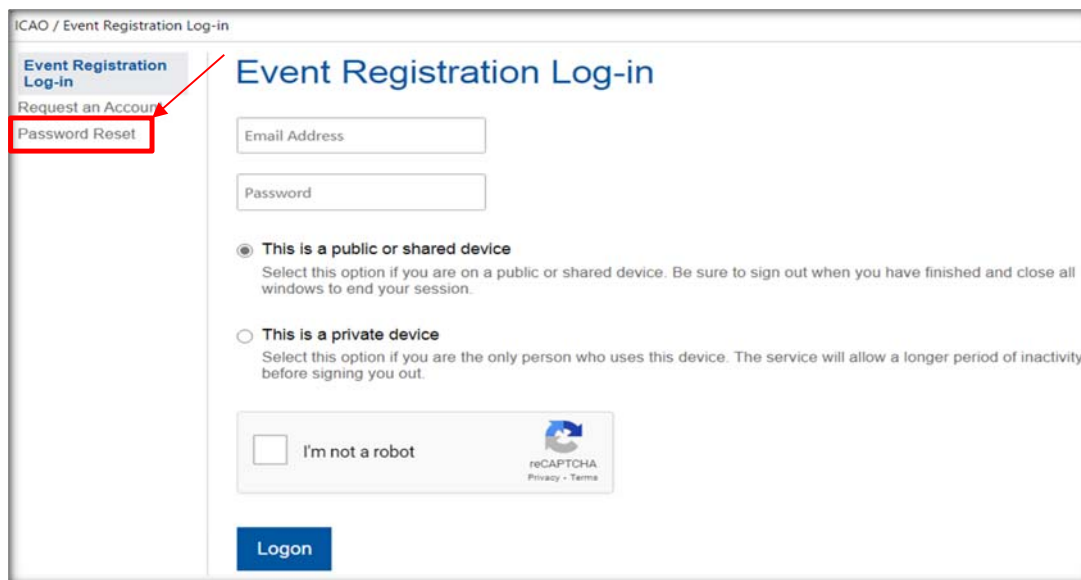 ICAO / Event Registration Log-in
Event Registration
Log-in
Request an Account
Password Reset
Event Registration Log-in
Email Address
Password
This is a public or shared device
Select this option if you are on a public or shared device. Be sure to sign out when you have finished and close all
windows to end your session.
This is a private device
Select this option if you are the only person who uses this device. The service will allow a longer period of inactivity
before signing you out.
I'm not a robot
reCAPTCHA
Privacy - Terms
Logon